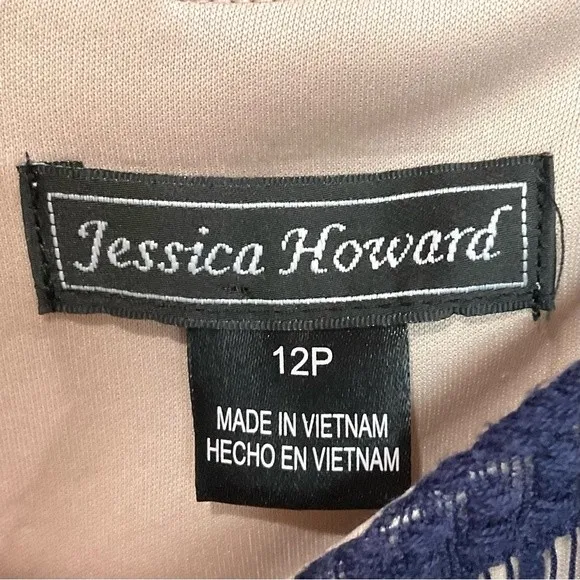 Jessica Howard
12P
MADE IN VIETNAM
HECHO EN VIETNAM